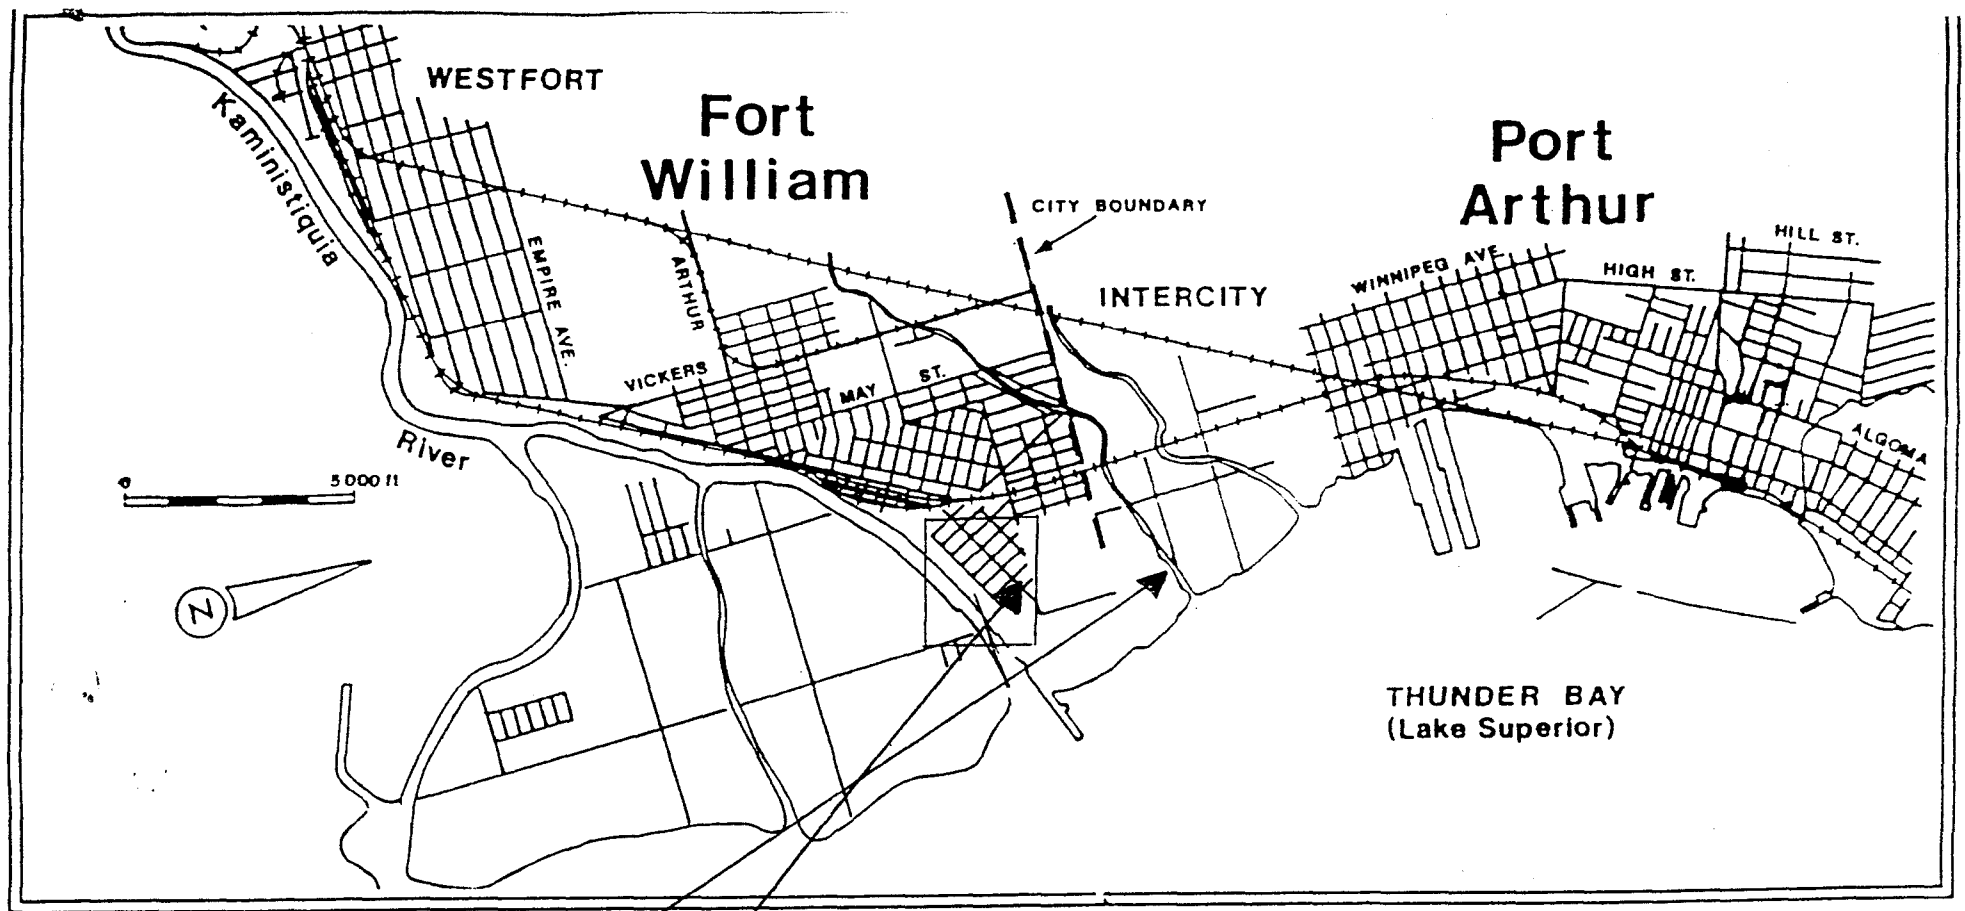 WESTFORT
Fort
William
Port
Arthur
CITY BOUNDARY
HILL ST.
HIGH ST.
WINNIPEG AVE.
INTERCITY
Kaministiquia
River
EMPIRE AVE.
ARTHUR
VICKERS
MAY ST.
ALGOMA
0 5000 ft
N
THUNDER BAY
(Lake Superior)